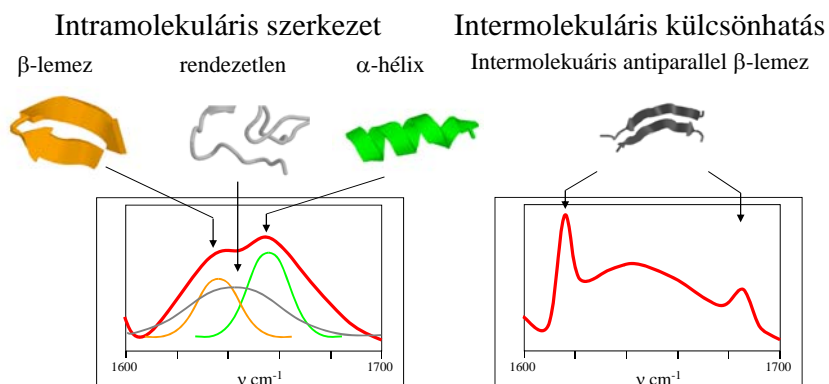 Intramolekuláris szerkezet
Intermolekuláris külcsönhatás
β-lemez
rendezetlen
α-hélix
Intermolekuáris antiparallel β-lemez
1600
1700
ν cm-1
1600
1700
ν cm-1